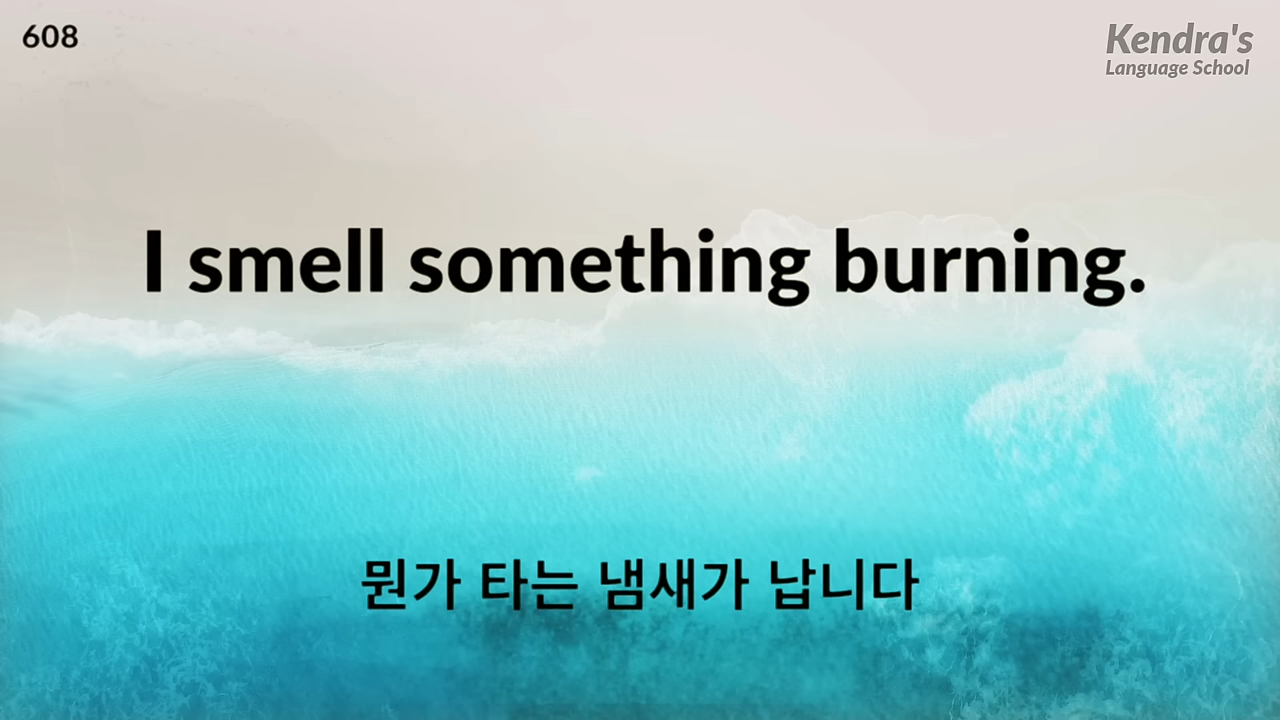 608
Kendra's
Language School
I smell something burning.
뭔가 타는 냄새가 납니다